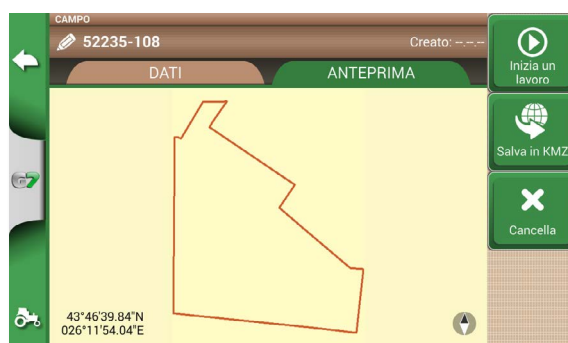 CAMPO
52235-108
Creato: --.--.--
DATI
ANTEPRIMA
Inizia un
lavoro
Salva in KMZ
Cancella
G7
43°46'39.84"N
026°11'54.04"E